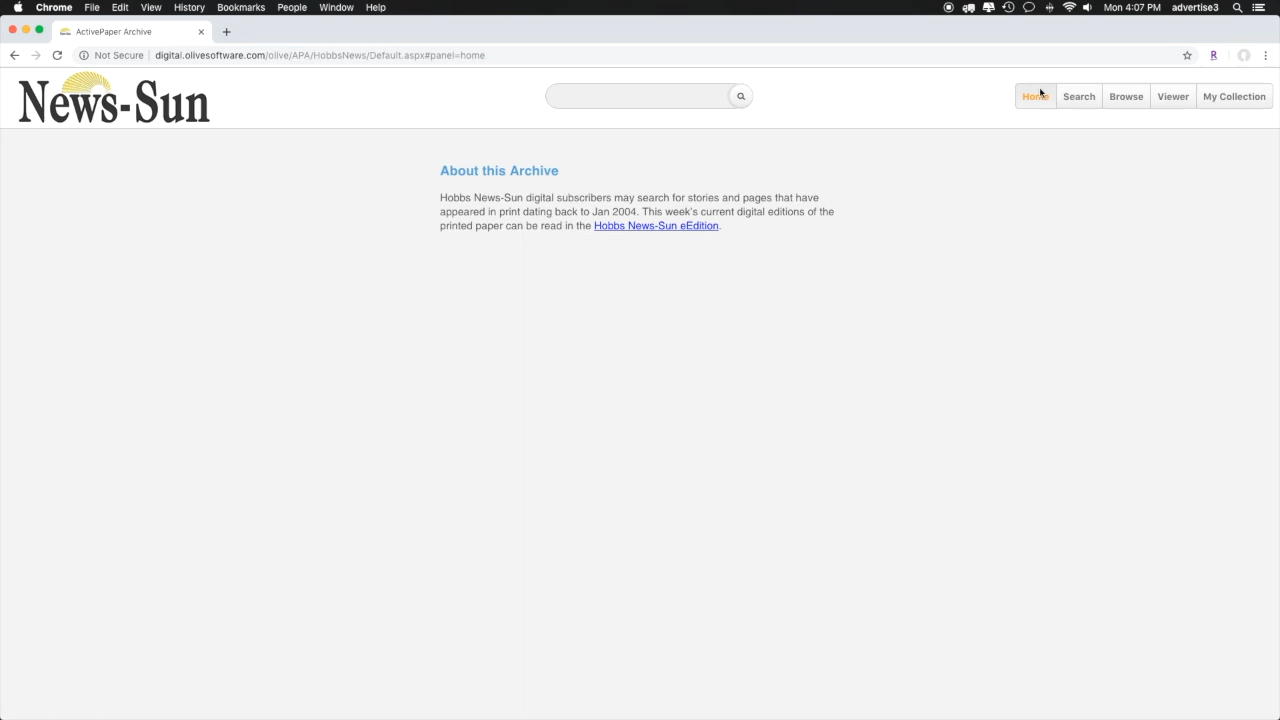 Chrome File Edit View History Bookmarks People Window Help Mon 4:07 PM advertise3
ActivePaper Archive
Not Secure digital.olivesoftware.com/olive/APA/HobbsNews/Default.aspx#panel=home R
News-Sun
Home Search Browse Viewer My Collection
About this Archive
Hobbs News-Sun digital subscribers may search for stories and pages that have
appeared in print dating back to Jan 2004. This week's current digital editions of the
printed paper can be read in the Hobbs News-Sun eEdition.